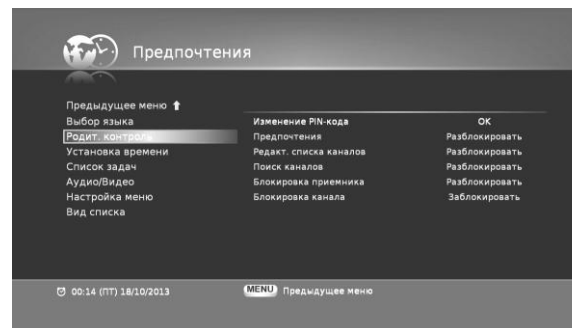 Предпочтения
Предыдущее меню ⬆
Выбор языка
Родит. контроль
Установка времени
Список задач
Аудио/Видео
Настройка меню
Вид списка
Изменение PIN-кода OK
Предпочтения Разблокировать
Редакт. списка каналов Разблокировать
Поиск каналов Разблокировать
Блокировка приемника Разблокировать
Блокировка канала Заблокировать
00:14 (ПТ) 18/10/2013 MENU Предыдущее меню